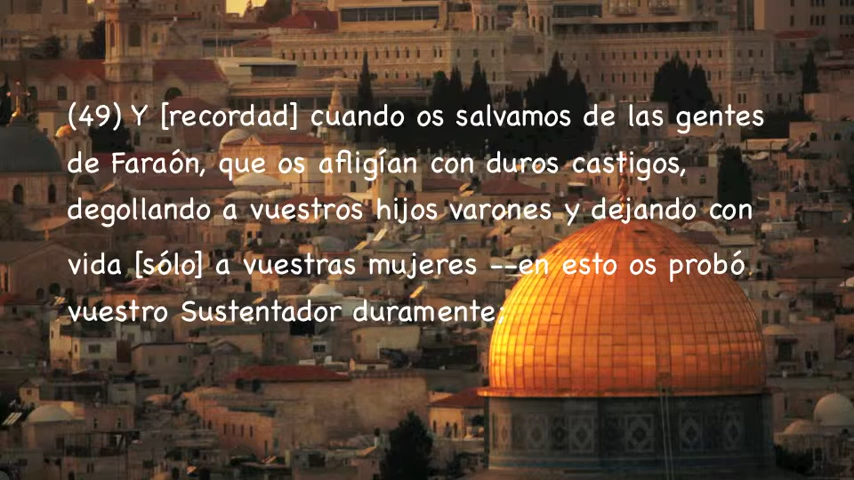 (49) Y [recordad] cuando os salvamos de las gentes
de Faraón, que os afligían con duros castigos,
degollando a vuestros hijos varones y dejando con
vida [sólo] a vuestras mujeres --en esto os probó
vuestro Sustentador duramente;